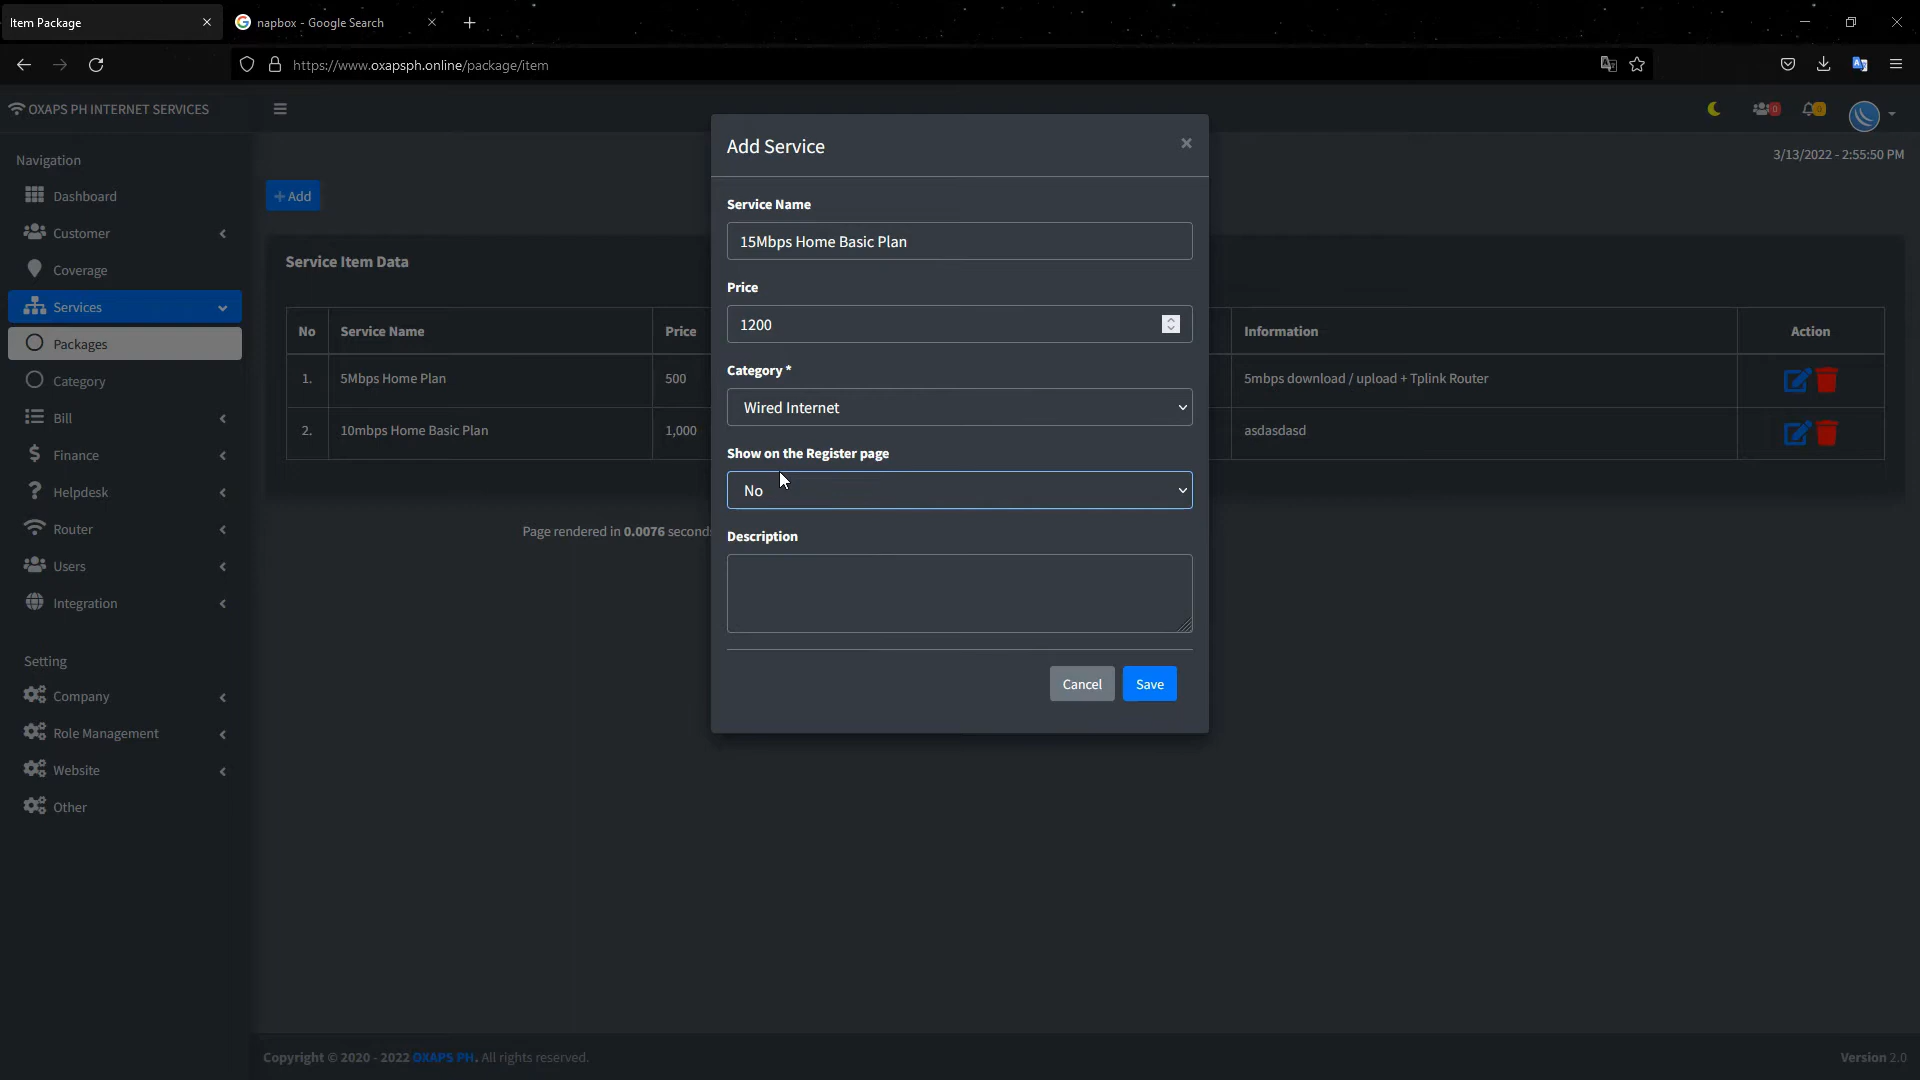 Item Package
napbox - Google Search
https://www.oxapsph.online/package/item
OXAPS PH INTERNET SERVICES
0
3/13/2022 - 2:55:50 PM
Navigation
Dashboard
Customer
Coverage
Services
Packages
Category
Bill
Finance
Helpdesk
Router
Users
Integration
Setting
Company
Role Management
Website
Other
+ Add
Service Item Data
No Service Name Price Information Action
1. 5Mbps Home Plan 500 5mbps download / upload + Tplink Router
2. 10mbps Home Basic Plan 1,000 asdasdasd
Page rendered in 0.0076 seconds
Add Service
×
Service Name
15Mbps Home Basic Plan
Price
1200
Category *
Wired Internet
Show on the Register page
No
Description
Cancel Save
Copyright © 2020 - 2022 OXAPS PH. All rights reserved.
Version 2.0